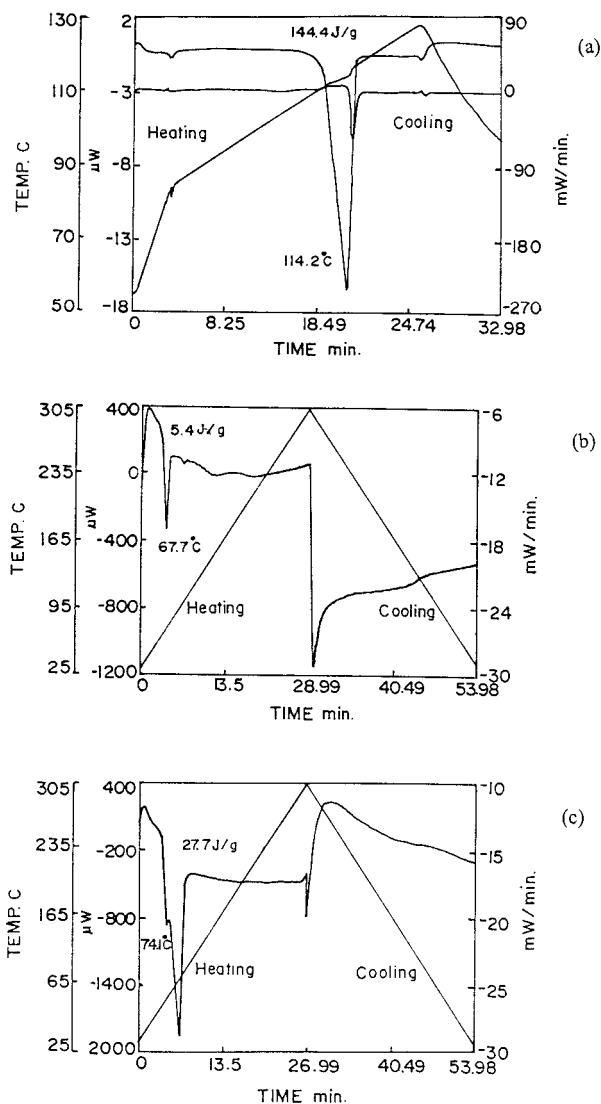 130
110
90
70
50
TEMP. C
2
-3
-8
-13
-18
µW
144.4J/g
Heating
Cooling
114.2°C
90
0
-90
-180
-270
mW/min.
(a)
0 8.25 18.49 24.74 32.98
TIME min.
305
235
165
95
25
TEMP. C
400
0
-400
-800
-1200
µW
5.4J/g
67.7°C
Heating
Cooling
-6
-12
-18
-24
-30
mW/min.
(b)
0 13.5 28.99 40.49 53.98
TIME min.
305
235
165
65
25
TEMP. C
400
-200
-800
-1400
2000
µW
27.7J/g
74.1°C
Heating
Cooling
-10
-15
-20
-25
-30
mW/min.
(c)
0 13.5 26.99 40.49 53.98
TIME min.